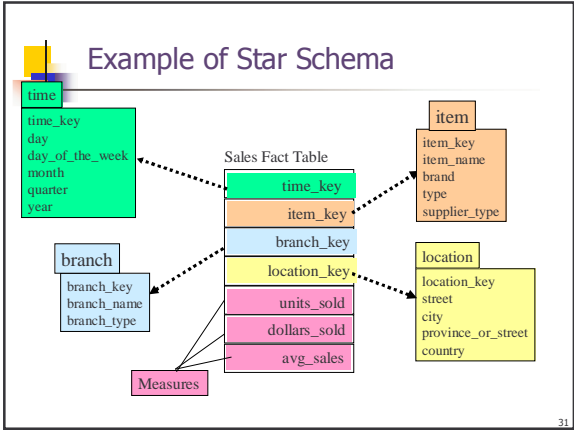 Example of Star Schema
time
time_key
day
day_of_the_week
month
quarter
year
item
item_key
item_name
brand
type
supplier_type
Sales Fact Table
time_key
item_key
branch_key
location_key
units_sold
dollars_sold
avg_sales
branch
branch_key
branch_name
branch_type
location
location_key
street
city
province_or_street
country
Measures
31